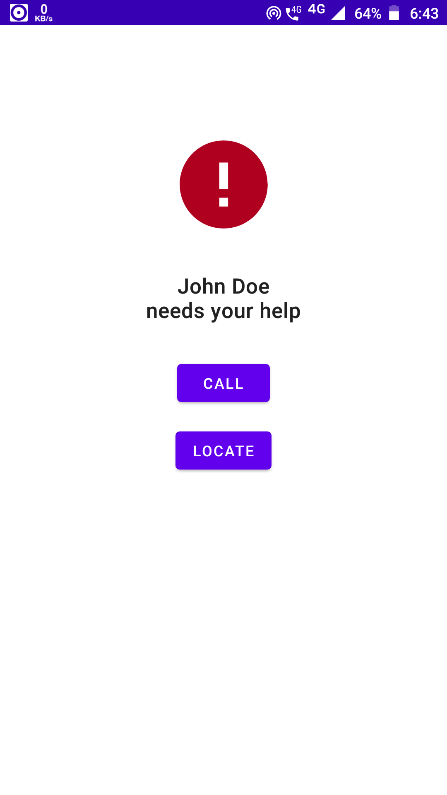 0
KB/s
4G
4G
64%
6:43
!
John Doe
needs your help
CALL
LOCATE